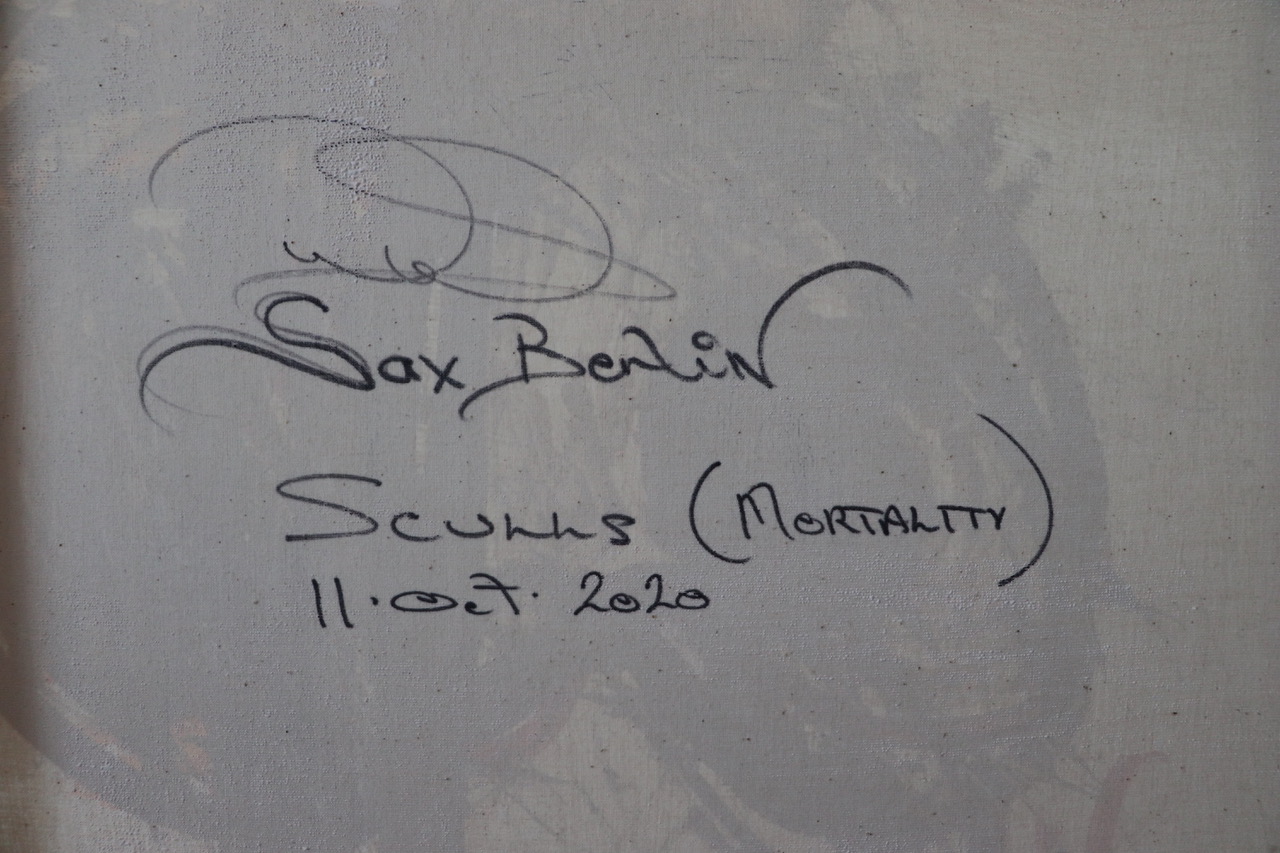 Sax Berlin
Sculls (Mortality)
11. Oct. 2020